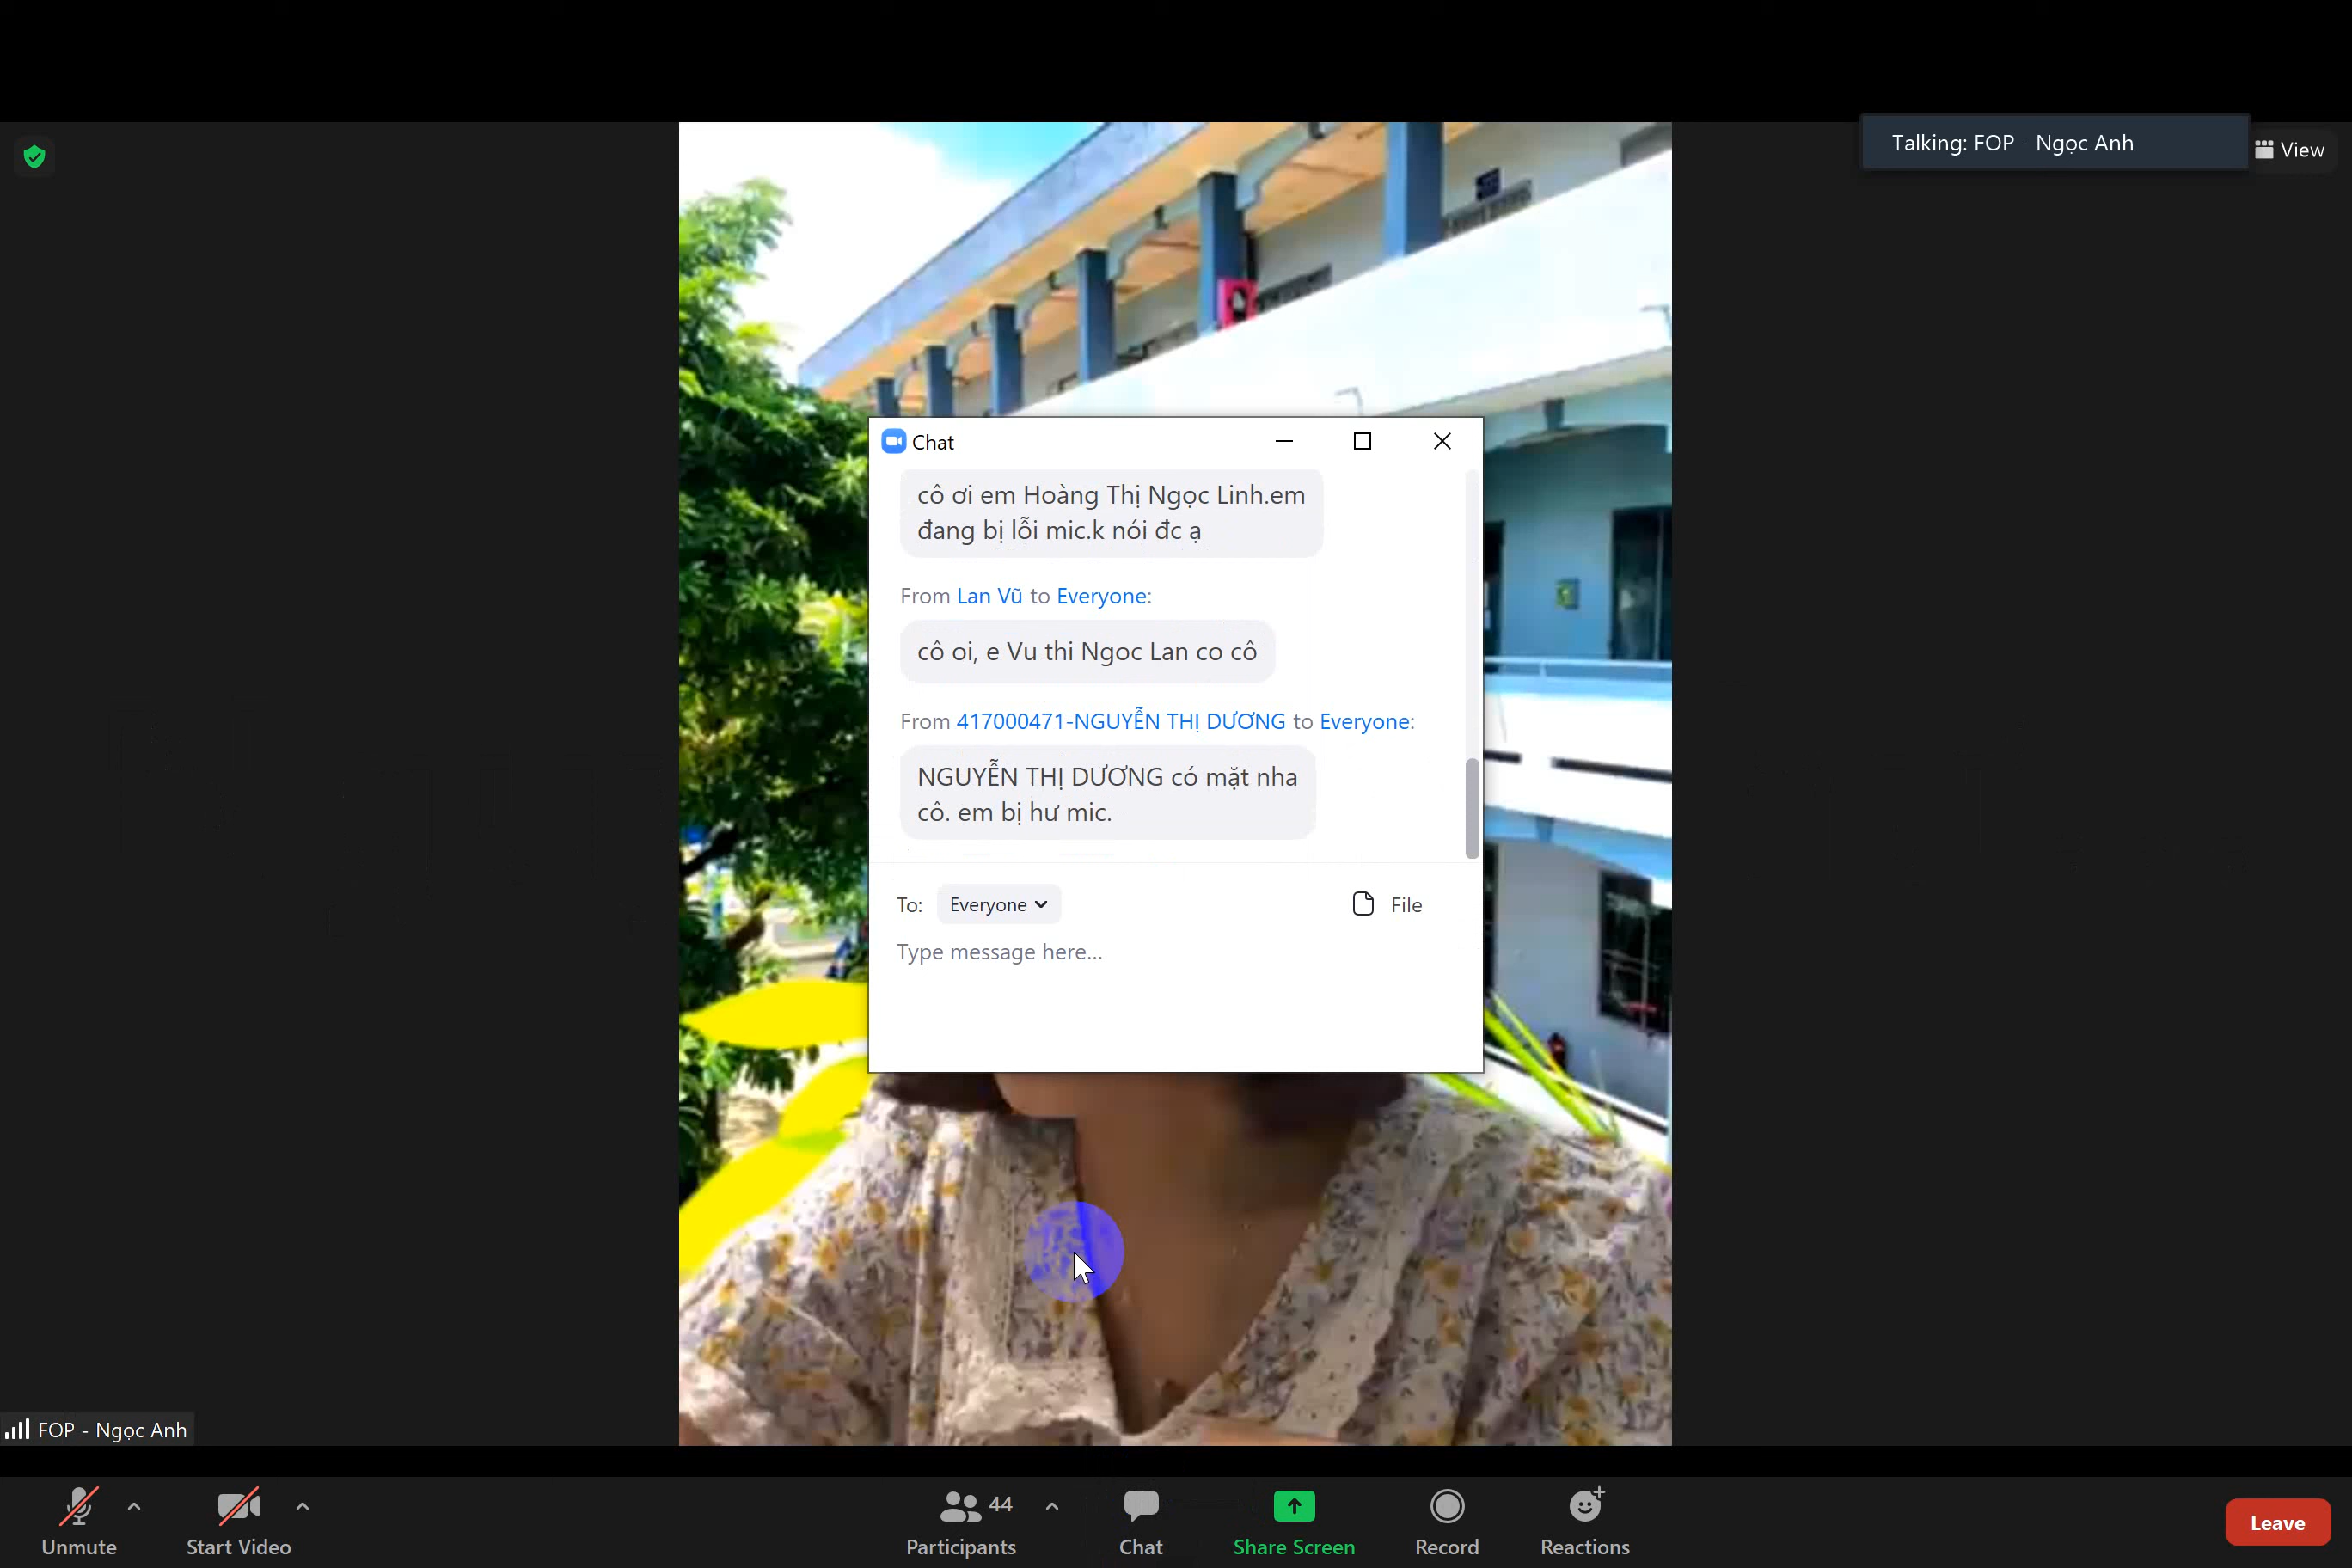 Talking: FOP - Ngọc Anh
View
Chat
cô ơi em Hoàng Thị Ngọc Linh.em
đang bị lỗi mic.k nói đc ạ
From Lan Vũ to Everyone:
cô oi, e Vu thi Ngoc Lan co cô
From 417000471-NGUYỄN THỊ DƯƠNG to Everyone:
NGUYỄN THỊ DƯƠNG có mặt nha
cô. em bị hư mic.
To: Everyone
File
Type message here...
FOP - Ngọc Anh
Unmute
Start Video
44
Participants
Chat
Share Screen
Record
Reactions
Leave